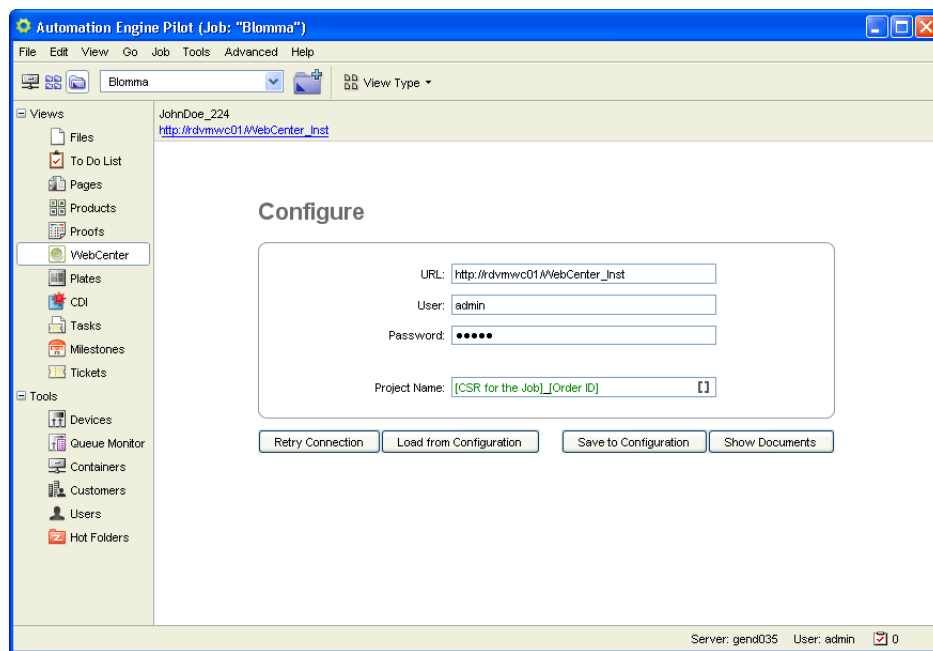 Automation Engine Pilot (Job: "Blomma")
File Edit View Go Job Tools Advanced Help
Blomma View Type
Views
Files
To Do List
Pages
Products
Proofs
WebCenter
Plates
CDI
Tasks
Milestones
Tickets
Tools
Devices
Queue Monitor
Containers
Customers
Users
Hot Folders
JohnDoe_224
http://rdvmwc01/WebCenter_Inst
Configure
URL: http://rdvmwc01/WebCenter_Inst
User: admin
Password: •••••
Project Name: [CSR for the Job]_[Order ID] []
Retry Connection Load from Configuration Save to Configuration Show Documents
Server: gend035 User: admin 0